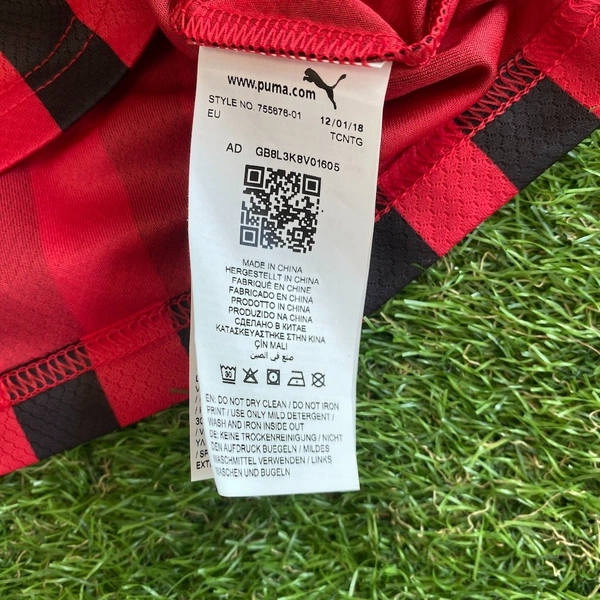 www.puma.com
STYLE NO. 755678-01 12/01/18
EU TCNTG
AD GB8L3K8V01605
MADE IN CHINA
HERGESTELLT IN CHINA
FABRIQUÉ EN CHINE
FABRICADO EN CHINA
PRODOTTO IN CHINA
PRODUZIDO NA CHINA
СДЕЛАНО В КИТАЕ
ΚΑΤΑΣΚΕΥΑΣΤΗΚΕ ΣΤΗΝ ΚΙΝΑ
ÇİN MALI
صنع في الصين
EN: DO NOT DRY CLEAN / DO NOT IRON
PRINT / USE ONLY MILD DETERGENT /
WASH AND IRON INSIDE OUT
DE: KEINE TROCKENREINIGUNG / NICHT
DEN AUFDRUCK BUEGELN / MILDES
WASCHMITTEL VERWENDEN / LINKS
WASCHEN UND BUGELN